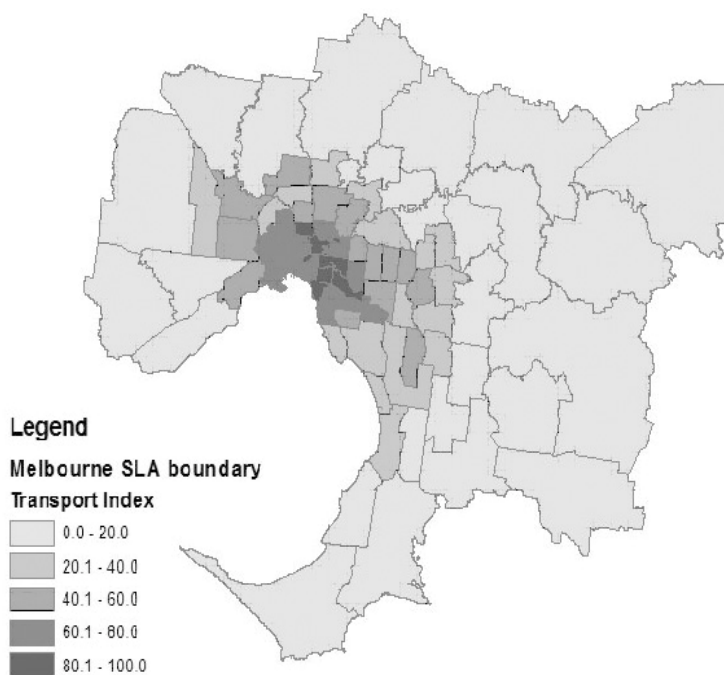 Legend
Melbourne SLA boundary
Transport Index
0.0 - 20.0
20.1 - 40.0
40.1 - 60.0
60.1 - 80.0
80.1 - 100.0